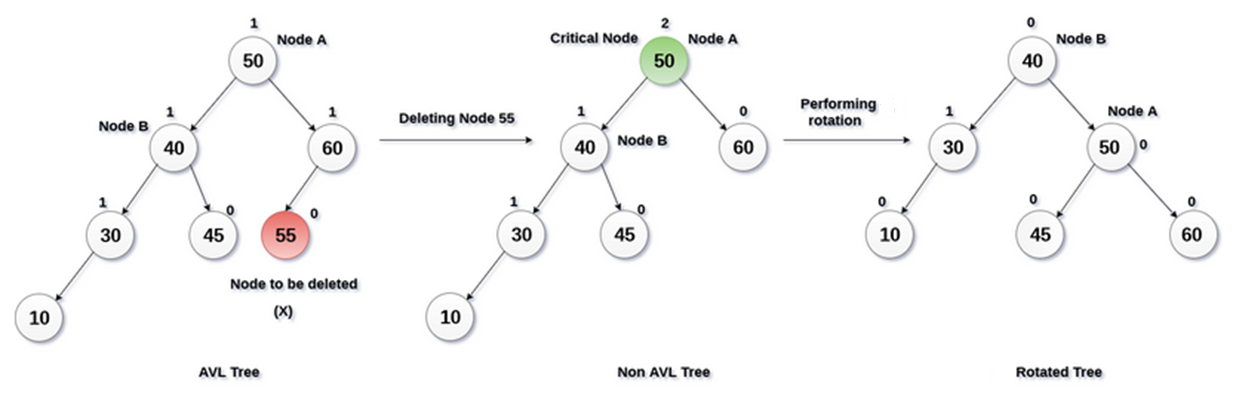 1
Node A
50
1
1
Node B
40
60
1
0
0
30
45
55
Node to be deleted
(X)
10
AVL Tree
Deleting Node 55
2
Critical Node
Node A
50
1
0
40
Node B
60
1
0
30
45
10
Non AVL Tree
Performing
rotation
0
Node B
40
1
Node A
30
50
0
0
0
0
10
45
60
Rotated Tree